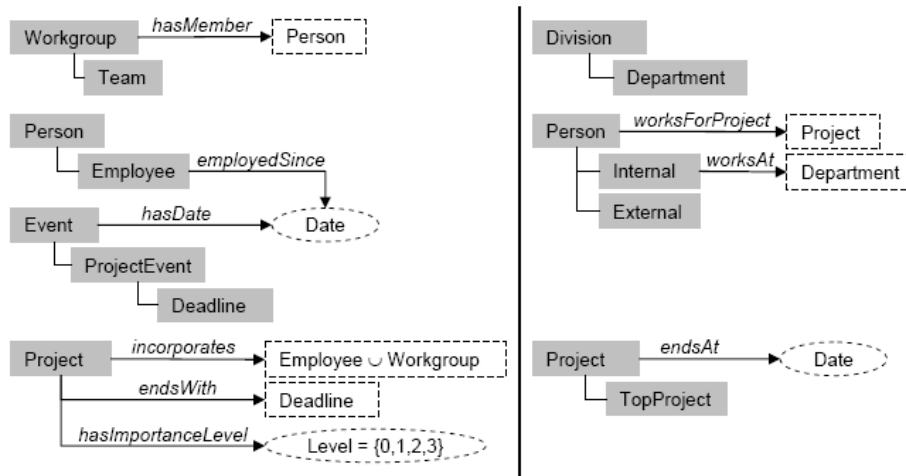 Workgroup hasMember Person
Team
Person
Employee employedSince
Event hasDate Date
ProjectEvent
Deadline
Project incorporates Employee ∪ Workgroup
endsWith Deadline
hasImportanceLevel Level = {0,1,2,3}
Division
Department
Person worksForProject Project
Internal worksAt Department
External
Project endsAt Date
TopProject